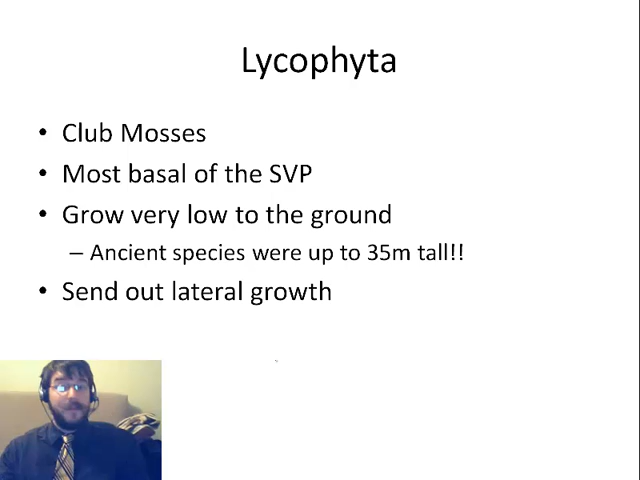 Lycophyta
• Club Mosses
• Most basal of the SVP
• Grow very low to the ground
– Ancient species were up to 35m tall!!
• Send out lateral growth